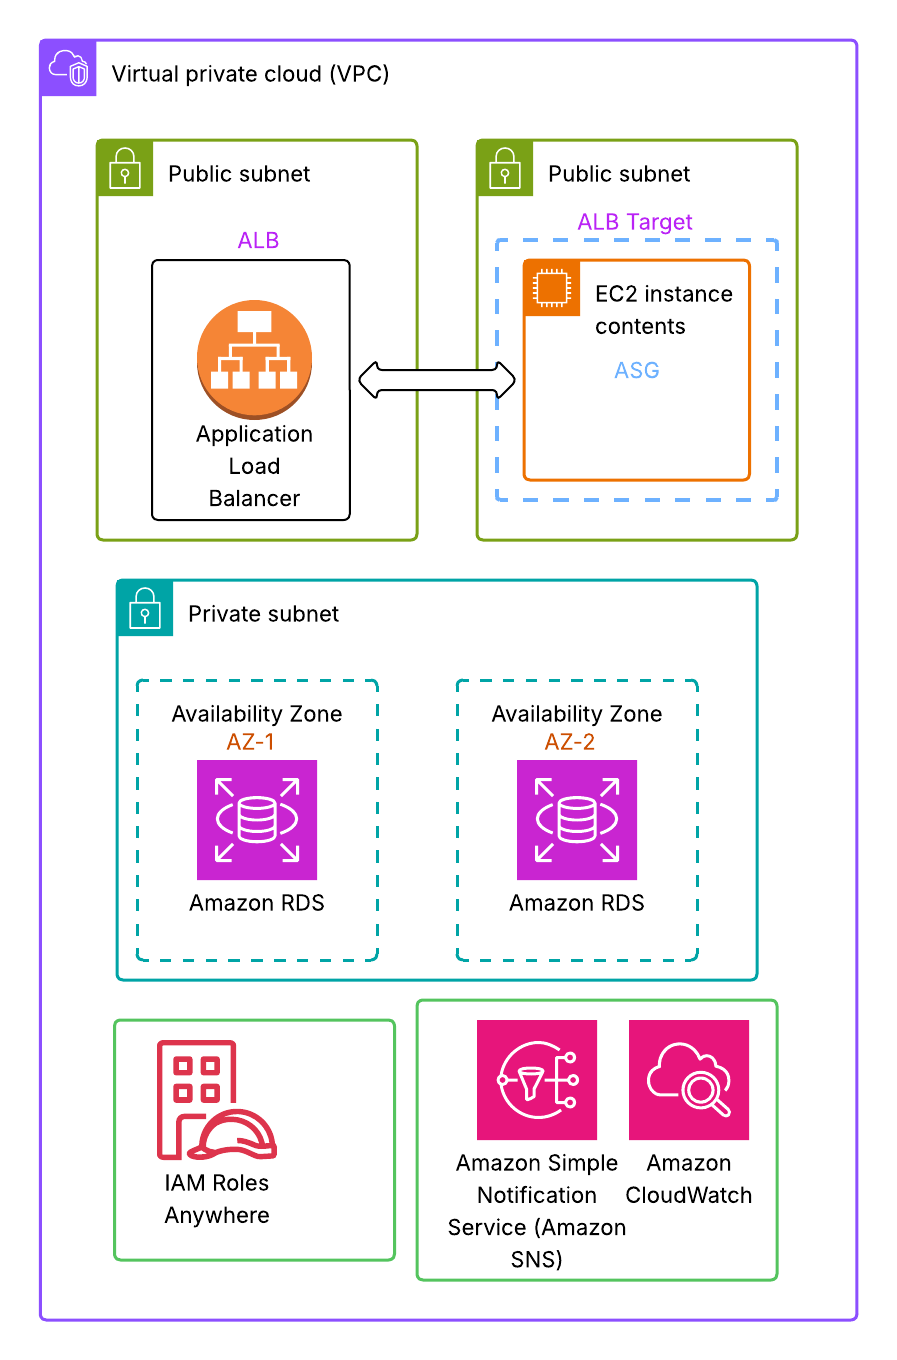 Virtual private cloud (VPC)
Public subnet
ALB
Application
Load
Balancer
Public subnet
ALB Target
EC2 instance
contents
ASG
Private subnet
Availability Zone
AZ-1
Amazon RDS
Availability Zone
AZ-2
Amazon RDS
IAM Roles
Anywhere
Amazon Simple
Notification
Service (Amazon
SNS)
Amazon
CloudWatch